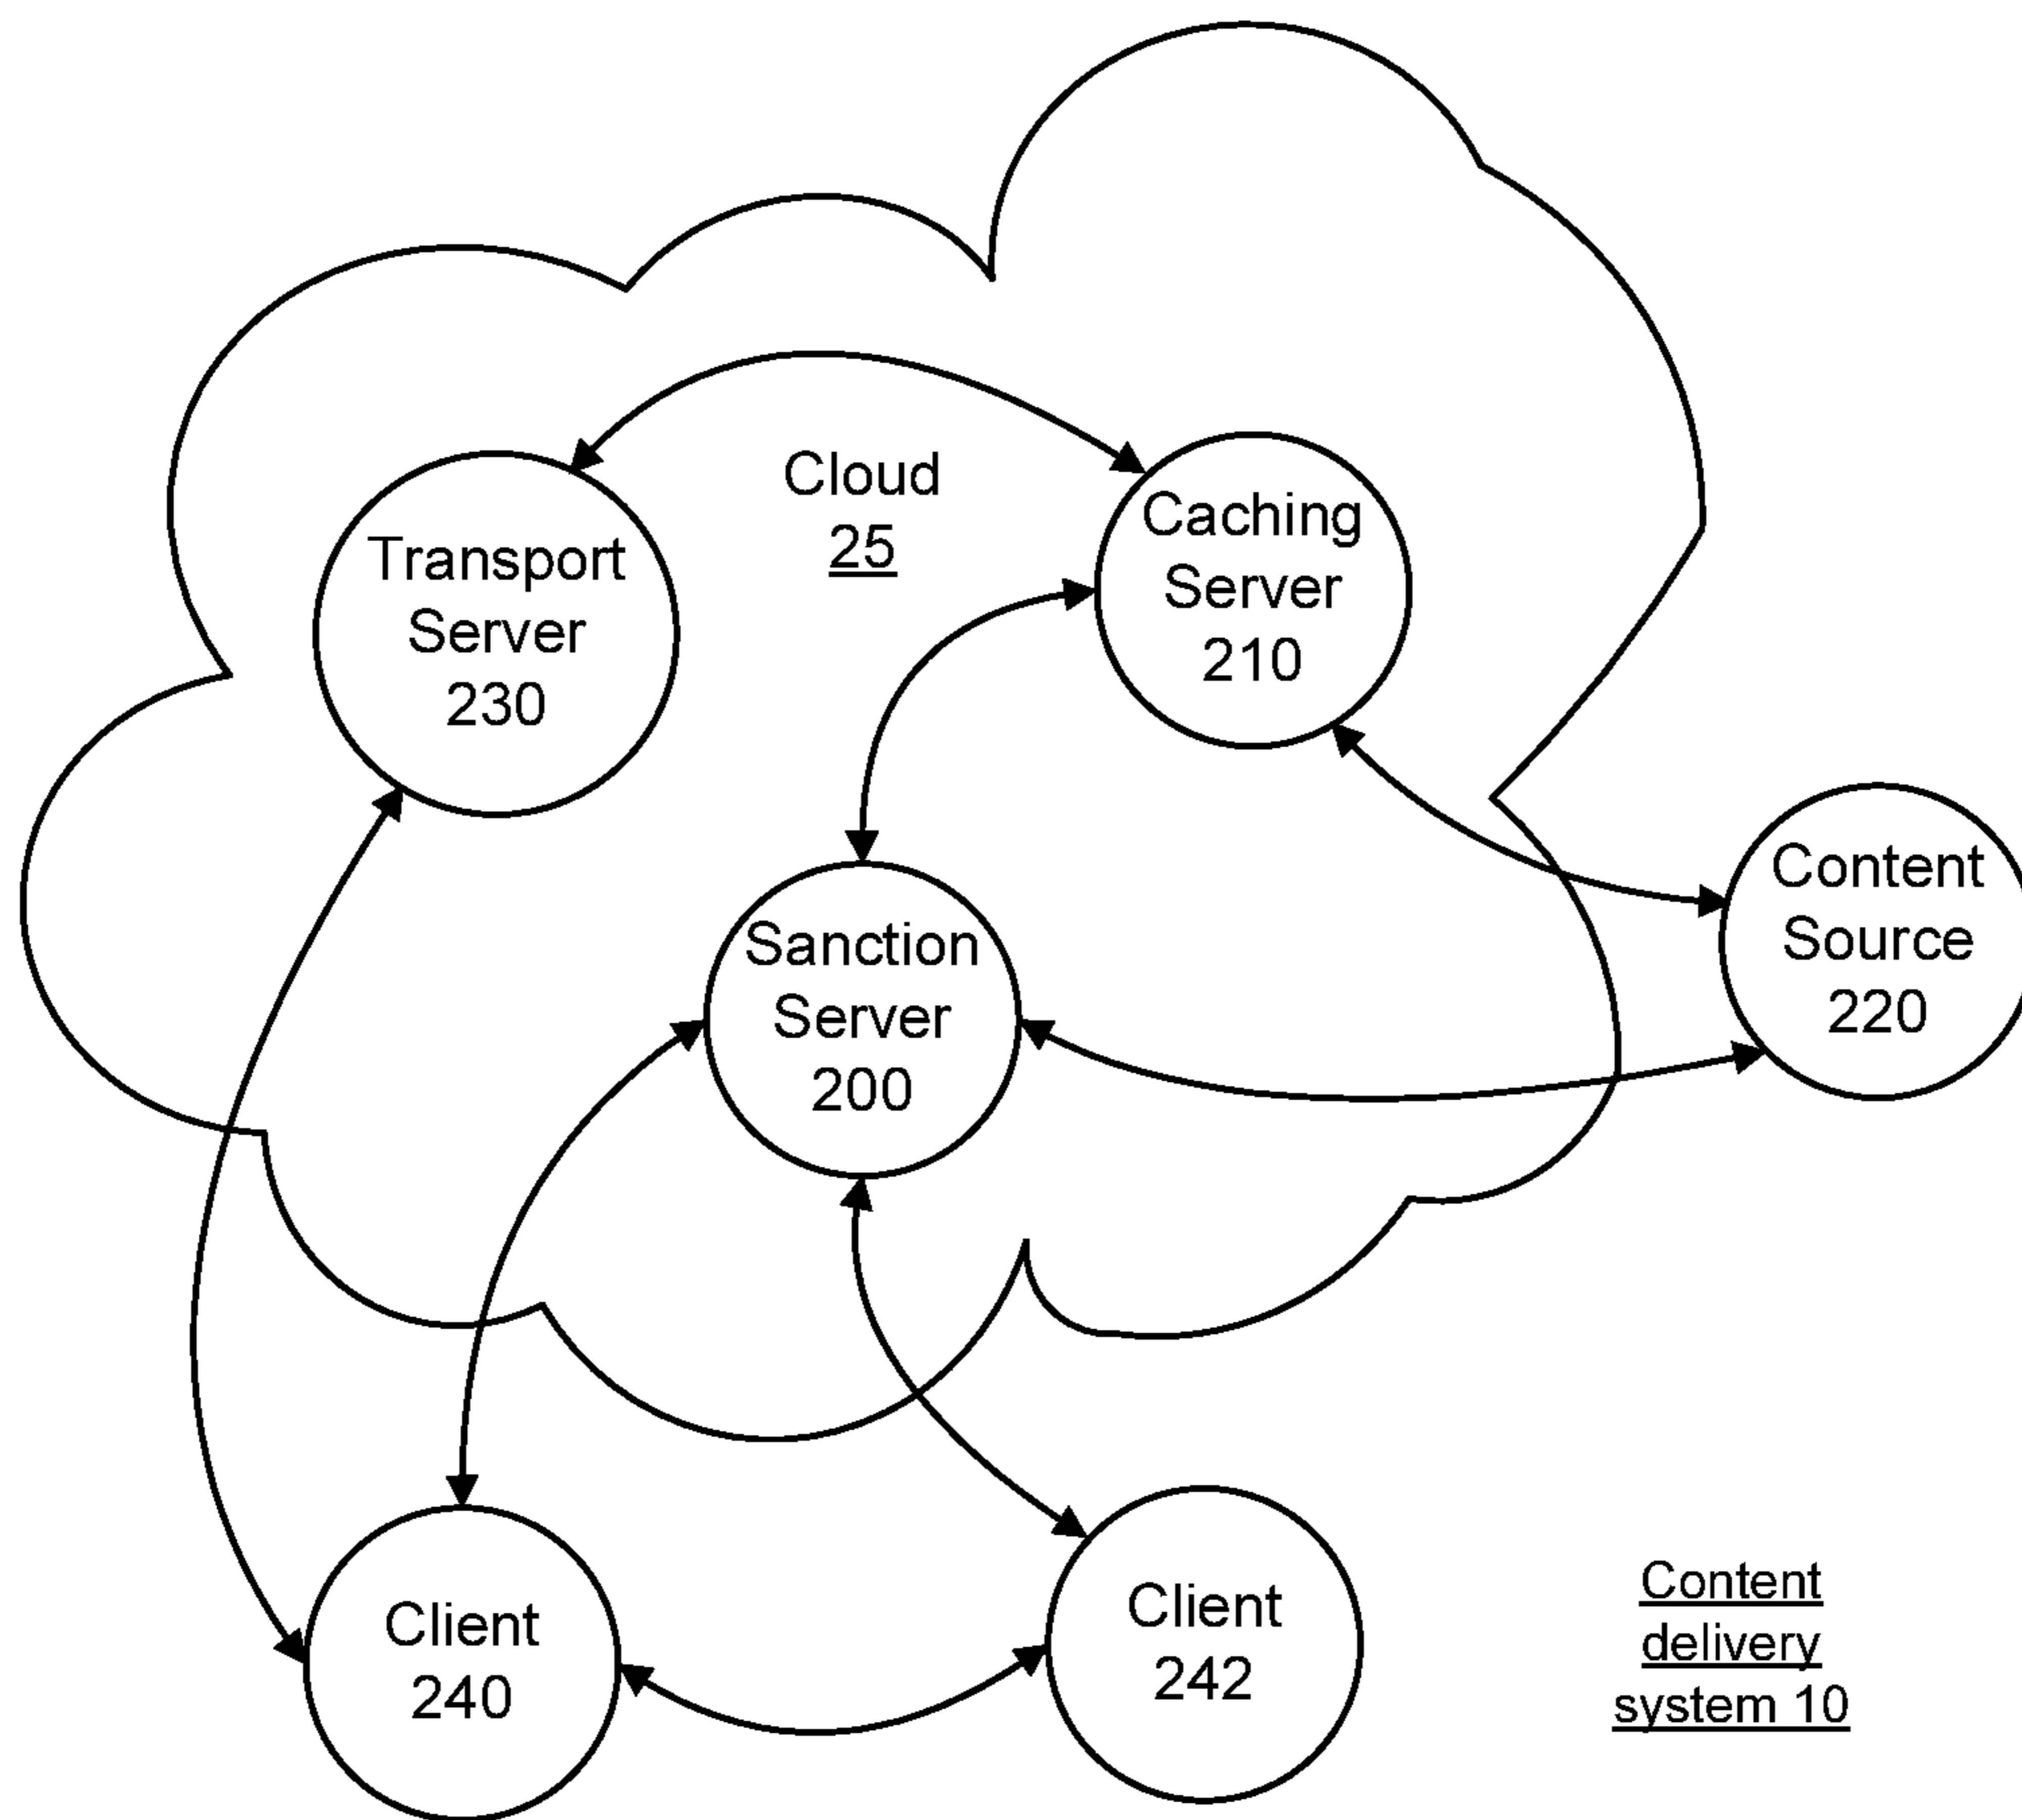 Cloud
25
Caching
Server
210
Transport
Server
230
Content
Source
220
Sanction
Server
200
Client
240
Client
242
Content
delivery
system 10